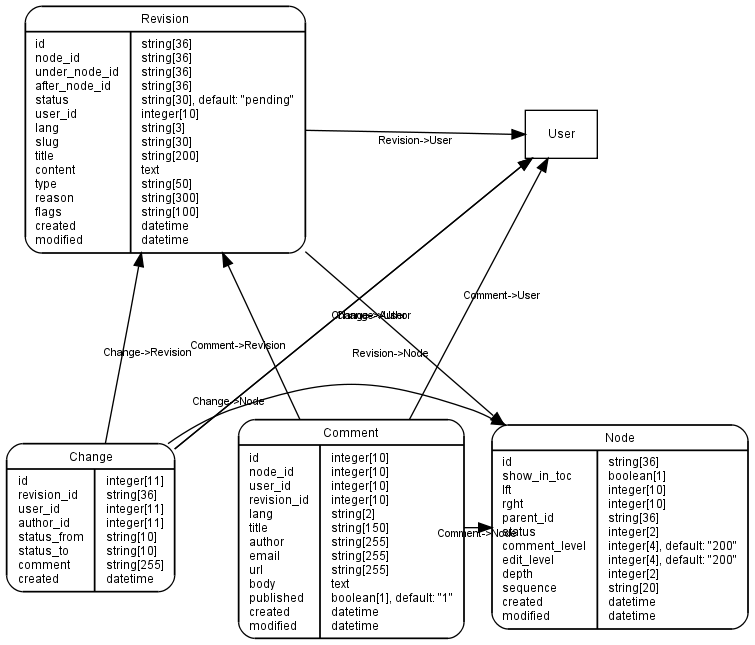 Revision
id string[36]
node_id string[36]
under_node_id string[36]
after_node_id string[36]
status string[30], default: "pending"
user_id integer[10]
lang string[3]
slug string[30]
title string[200]
content text
type string[50]
reason string[300]
flags string[100]
created datetime
modified datetime
User
Revision->User
Comment->User
Change->Author
Change->Revision
Comment->Revision
Revision->Node
Change->Node
Change
id integer[11]
revision_id string[36]
user_id integer[11]
author_id integer[11]
status_from string[10]
status_to string[10]
comment string[255]
created datetime
Comment
id integer[10]
node_id integer[10]
user_id integer[10]
revision_id integer[10]
lang string[2]
title string[150]
author string[255]
email string[255]
url string[255]
body text
published boolean[1], default: "1"
created datetime
modified datetime
Comment->Node
Node
id string[36]
show_in_toc boolean[1]
lft integer[10]
rght integer[10]
parent_id string[36]
status integer[2]
comment_level integer[4], default: "200"
edit_level integer[4], default: "200"
depth integer[2]
sequence string[20]
created datetime
modified datetime